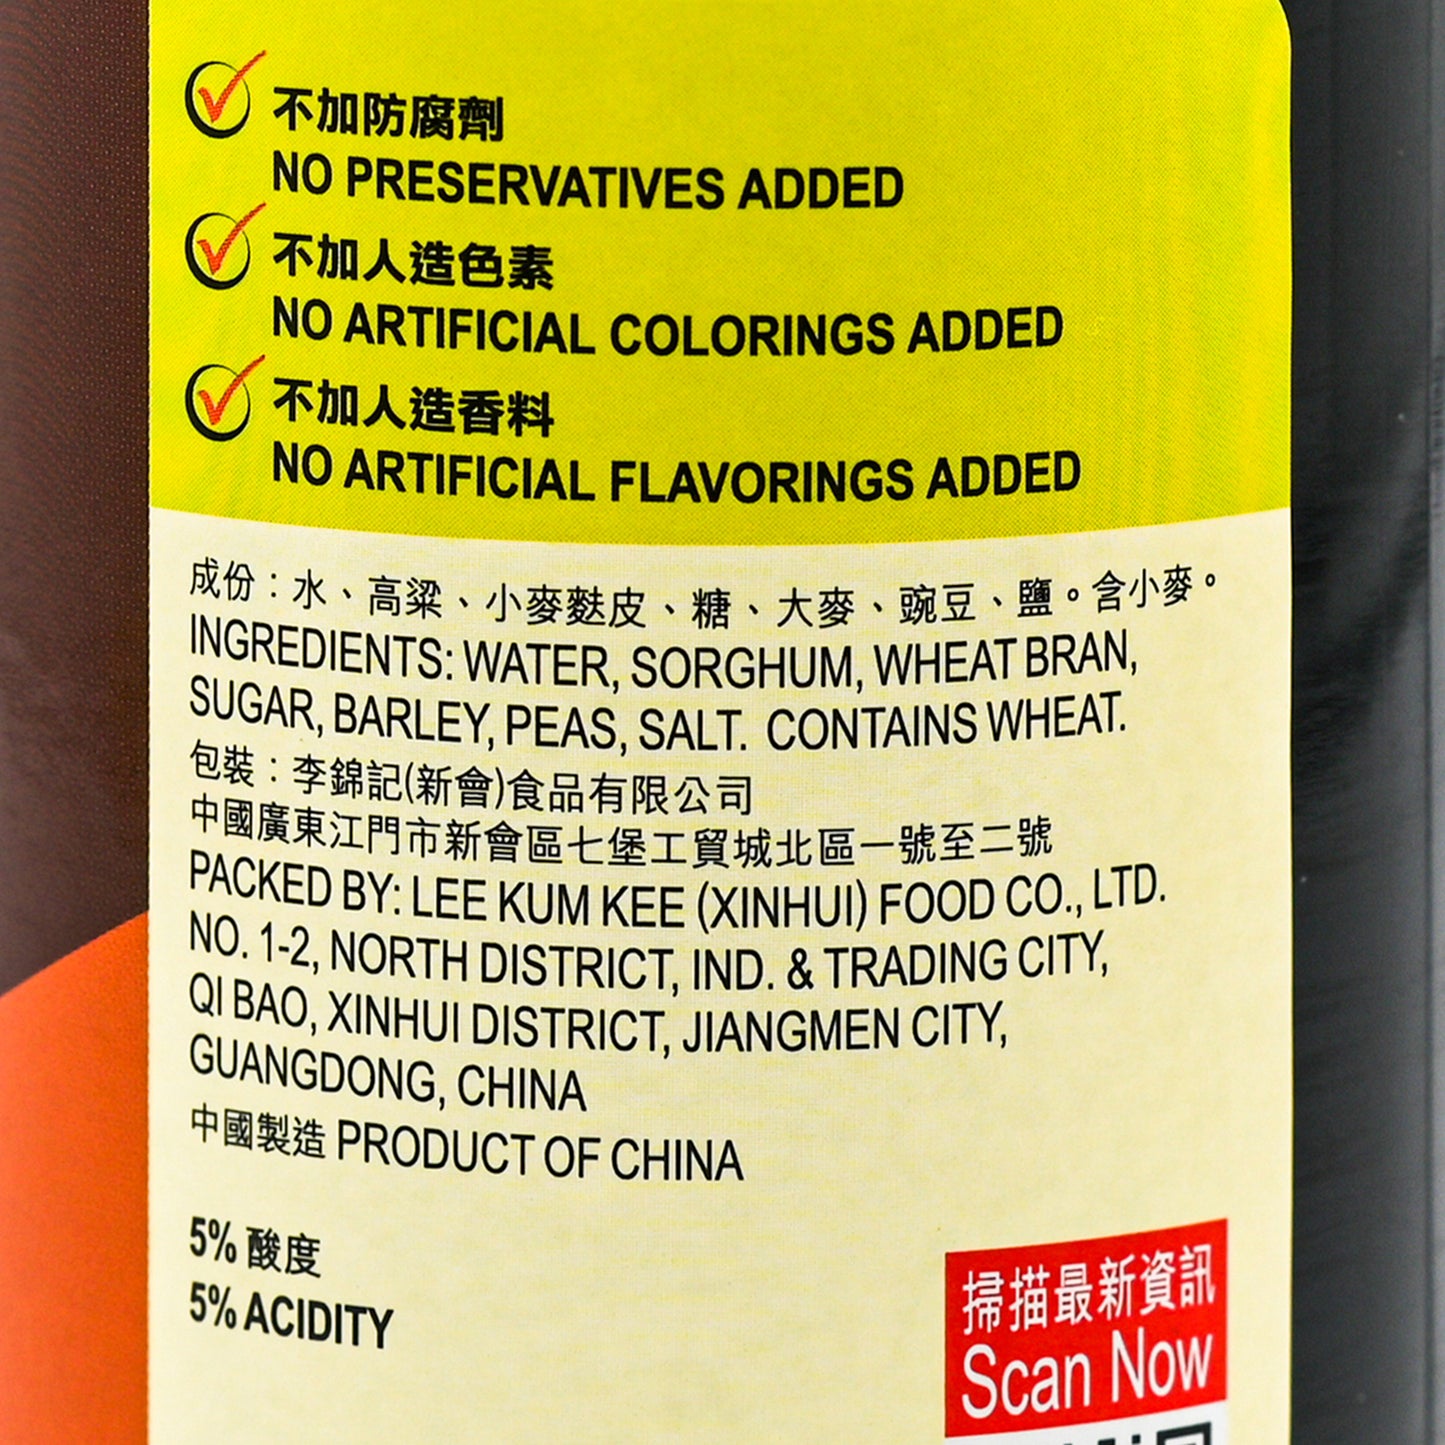 不加防腐劑
NO PRESERVATIVES ADDED
不加人造色素
NO ARTIFICIAL COLORINGS ADDED
不加人造香料
NO ARTIFICIAL FLAVORINGS ADDED
成份：水、高粱、小麥麩皮、糖、大麥、豌豆、鹽。含小麥。
INGREDIENTS: WATER, SORGHUM, WHEAT BRAN,
SUGAR, BARLEY, PEAS, SALT. CONTAINS WHEAT.
包裝：李錦記(新會)食品有限公司
中國廣東江門市新會區七堡工貿城北區一號至二號
PACKED BY: LEE KUM KEE (XINHUI) FOOD CO., LTD.
NO. 1-2, NORTH DISTRICT, IND. & TRADING CITY,
QI BAO, XINHUI DISTRICT, JIANGMEN CITY,
GUANGDONG, CHINA
中國製造 PRODUCT OF CHINA
5% 酸度
5% ACIDITY
掃描最新資訊
Scan Now